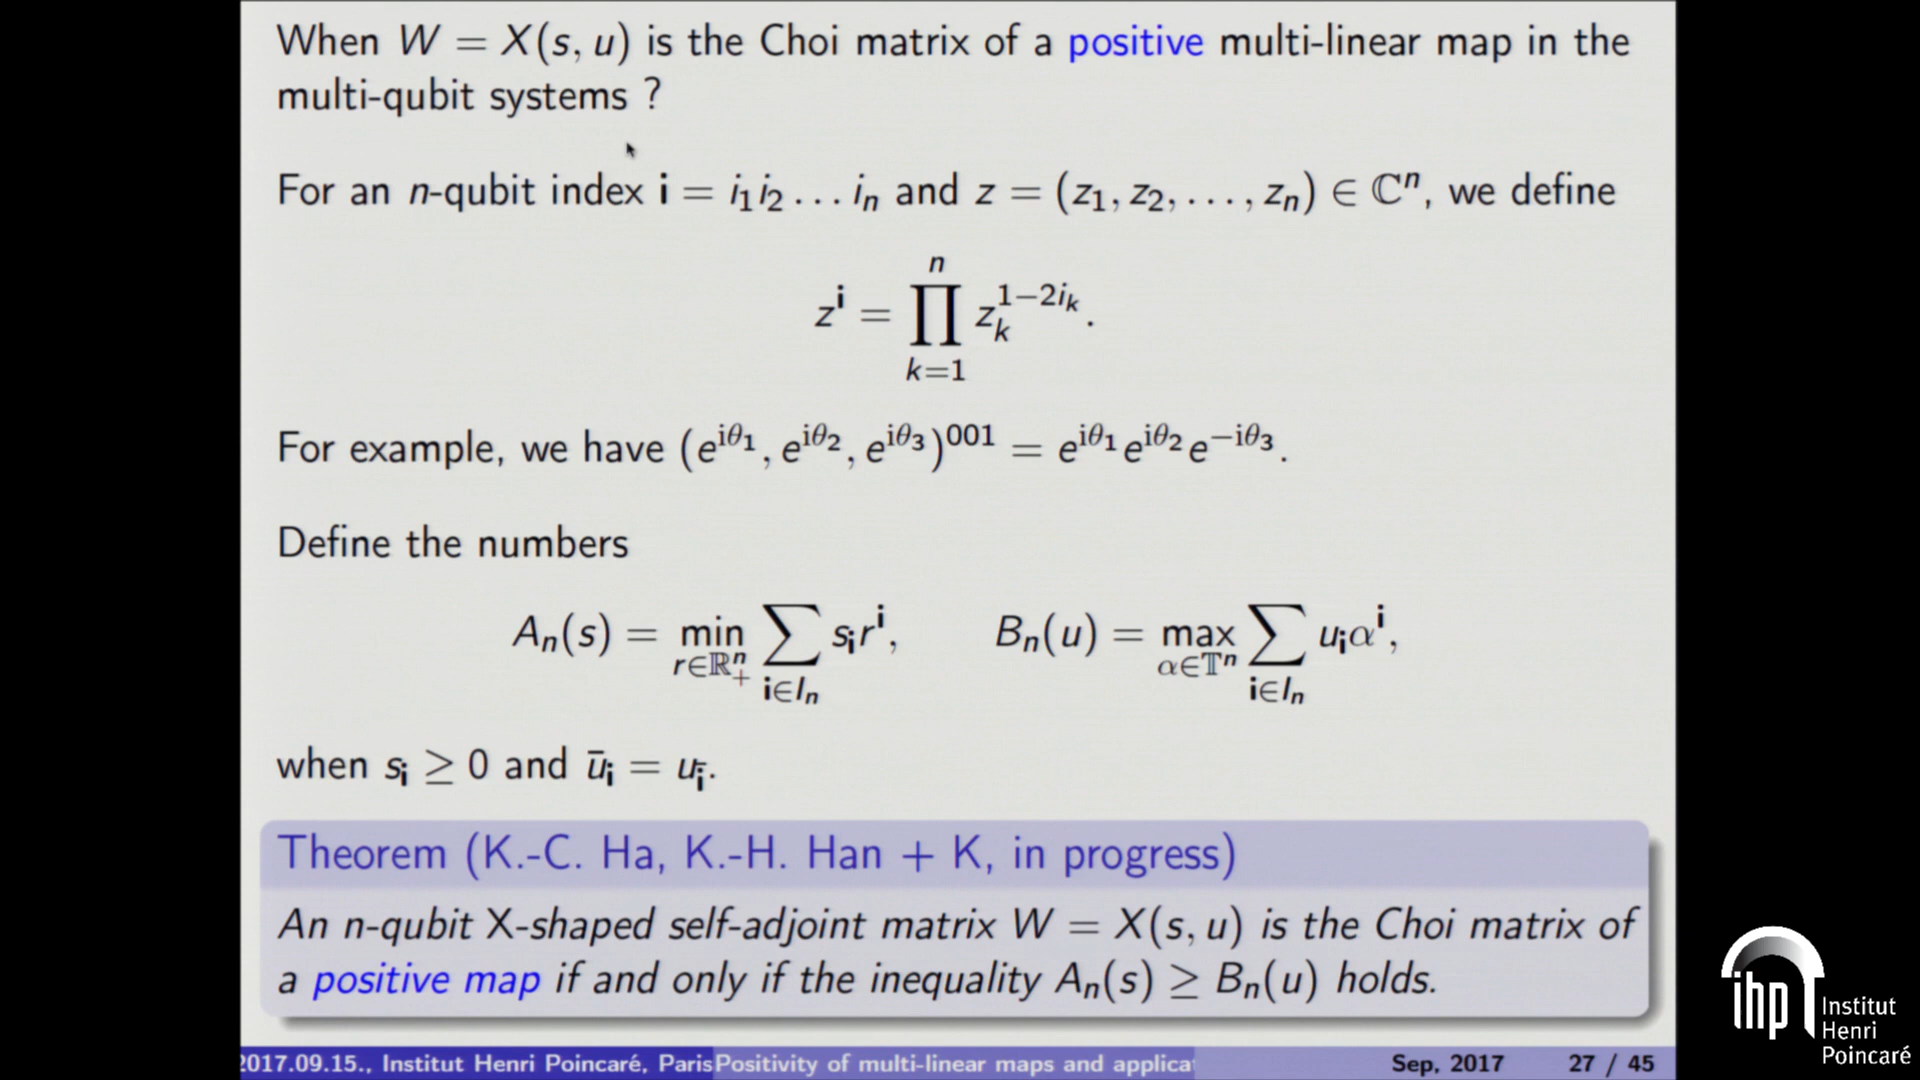 When W = X(s, u) is the Choi matrix of a positive multi-linear map in the
multi-qubit systems ?
For an n-qubit index i = i₁i₂ … iₙ and z = (z₁, z₂, …, zₙ) ∈ ℂⁿ, we define
zⁱ = ∏ₖ₌₁ⁿ zₖ^{1−2iₖ}.
For example, we have (e^{iθ₁}, e^{iθ₂}, e^{iθ₃})^{001} = e^{iθ₁}e^{iθ₂}e^{−iθ₃}.
Define the numbers
Aₙ(s) = min_{r∈ℝ₊ⁿ} ∑_{i∈Iₙ} sᵢrⁱ, Bₙ(u) = max_{α∈𝕋ⁿ} ∑_{i∈Iₙ} uᵢαⁱ,
when sᵢ ≥ 0 and ūᵢ = u_{ī}.
Theorem (K.-C. Ha, K.-H. Han + K, in progress)
An n-qubit X-shaped self-adjoint matrix W = X(s, u) is the Choi matrix of
a positive map if and only if the inequality Aₙ(s) ≥ Bₙ(u) holds.
2017.09.15., Institut Henri Poincaré, Paris Positivity of multi-linear maps and applica Sep, 2017 27 / 45
ihp Institut
Henri
Poincaré